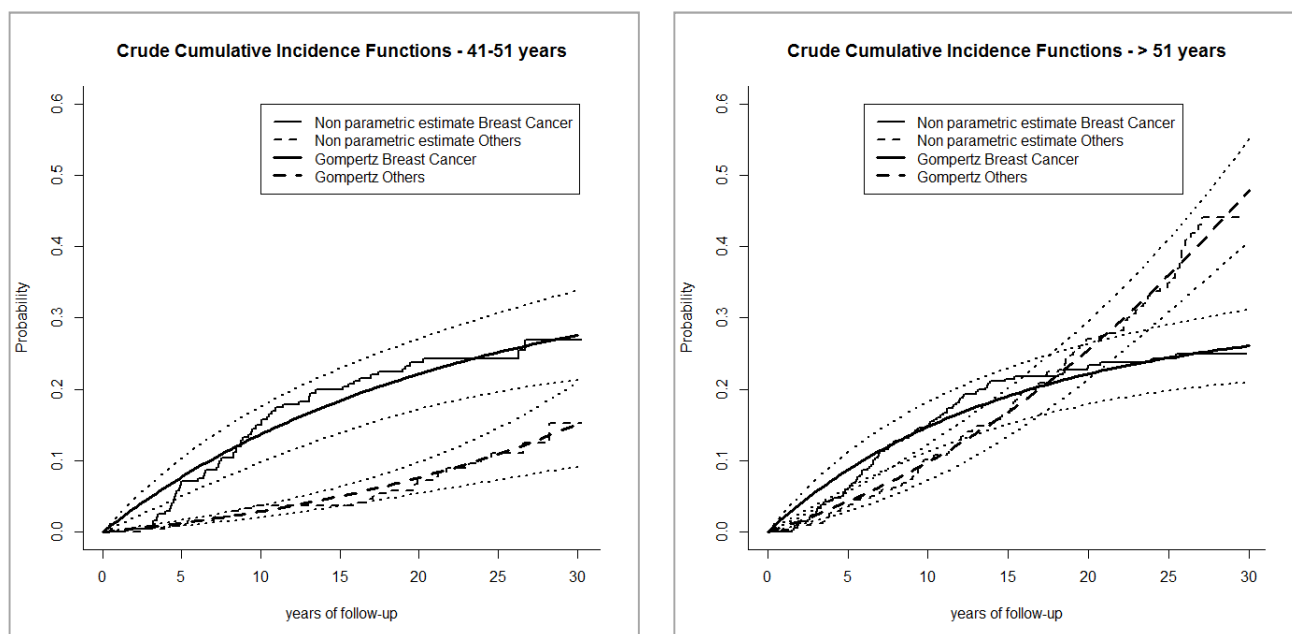 Crude Cumulative Incidence Functions - 41-51 years
Non parametric estimate Breast Cancer
Non parametric estimate Others
Gompertz Breast Cancer
Gompertz Others
Probability
0.6
0.5
0.4
0.3
0.2
0.1
0.0
0 5 10 15 20 25 30
years of follow-up
Crude Cumulative Incidence Functions - > 51 years
Non parametric estimate Breast Cancer
Non parametric estimate Others
Gompertz Breast Cancer
Gompertz Others
Probability
0.6
0.5
0.4
0.3
0.2
0.1
0.0
0 5 10 15 20 25 30
years of follow-up